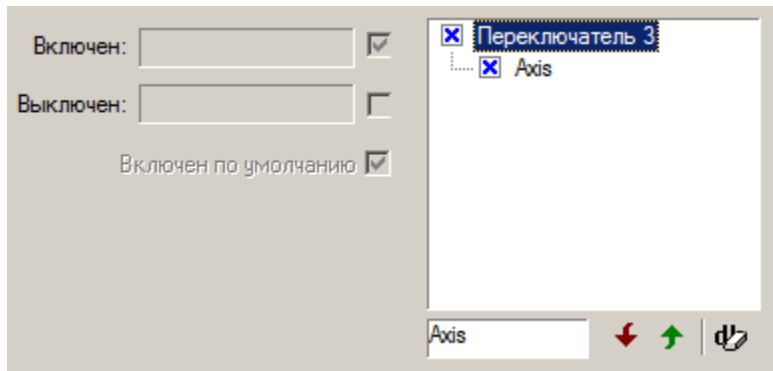 Включен:
Выключен:
Включен по умолчанию
Переключатель 3
Axis
Axis